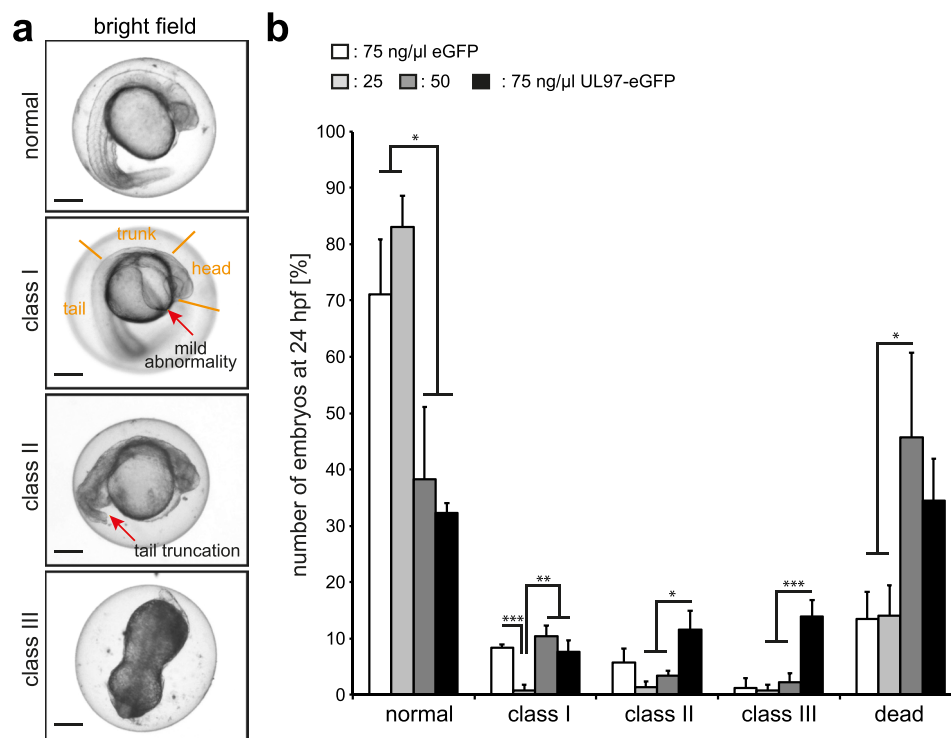 a
bright field
normal
class I
trunk
head
tail
mild
abnormality
class II
tail truncation
class III
b
: 75 ng/µl eGFP
: 25 : 50 : 75 ng/µl UL97-eGFP
number of embryos at 24 hpf [%]
100
90
80
70
60
50
40
30
20
10
0
*
***
**
*
***
*
normal class I class II class III dead